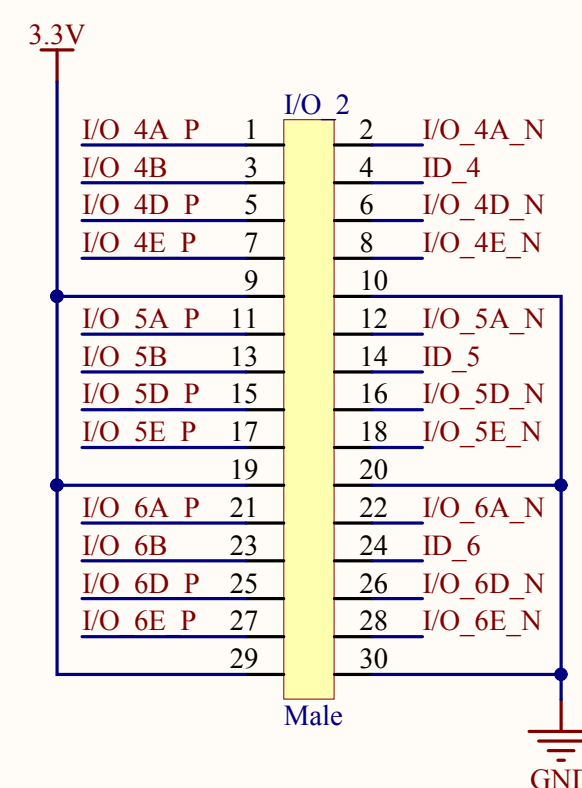 3.3V
I/O_2
I/O_4A_P 1 2 I/O_4A_N
I/O_4B 3 4 ID_4
I/O_4D_P 5 6 I/O_4D_N
I/O_4E_P 7 8 I/O_4E_N
9 10
I/O_5A_P 11 12 I/O_5A_N
I/O_5B 13 14 ID_5
I/O_5D_P 15 16 I/O_5D_N
I/O_5E_P 17 18 I/O_5E_N
19 20
I/O_6A_P 21 22 I/O_6A_N
I/O_6B 23 24 ID_6
I/O_6D_P 25 26 I/O_6D_N
I/O_6E_P 27 28 I/O_6E_N
29 30
Male
GND